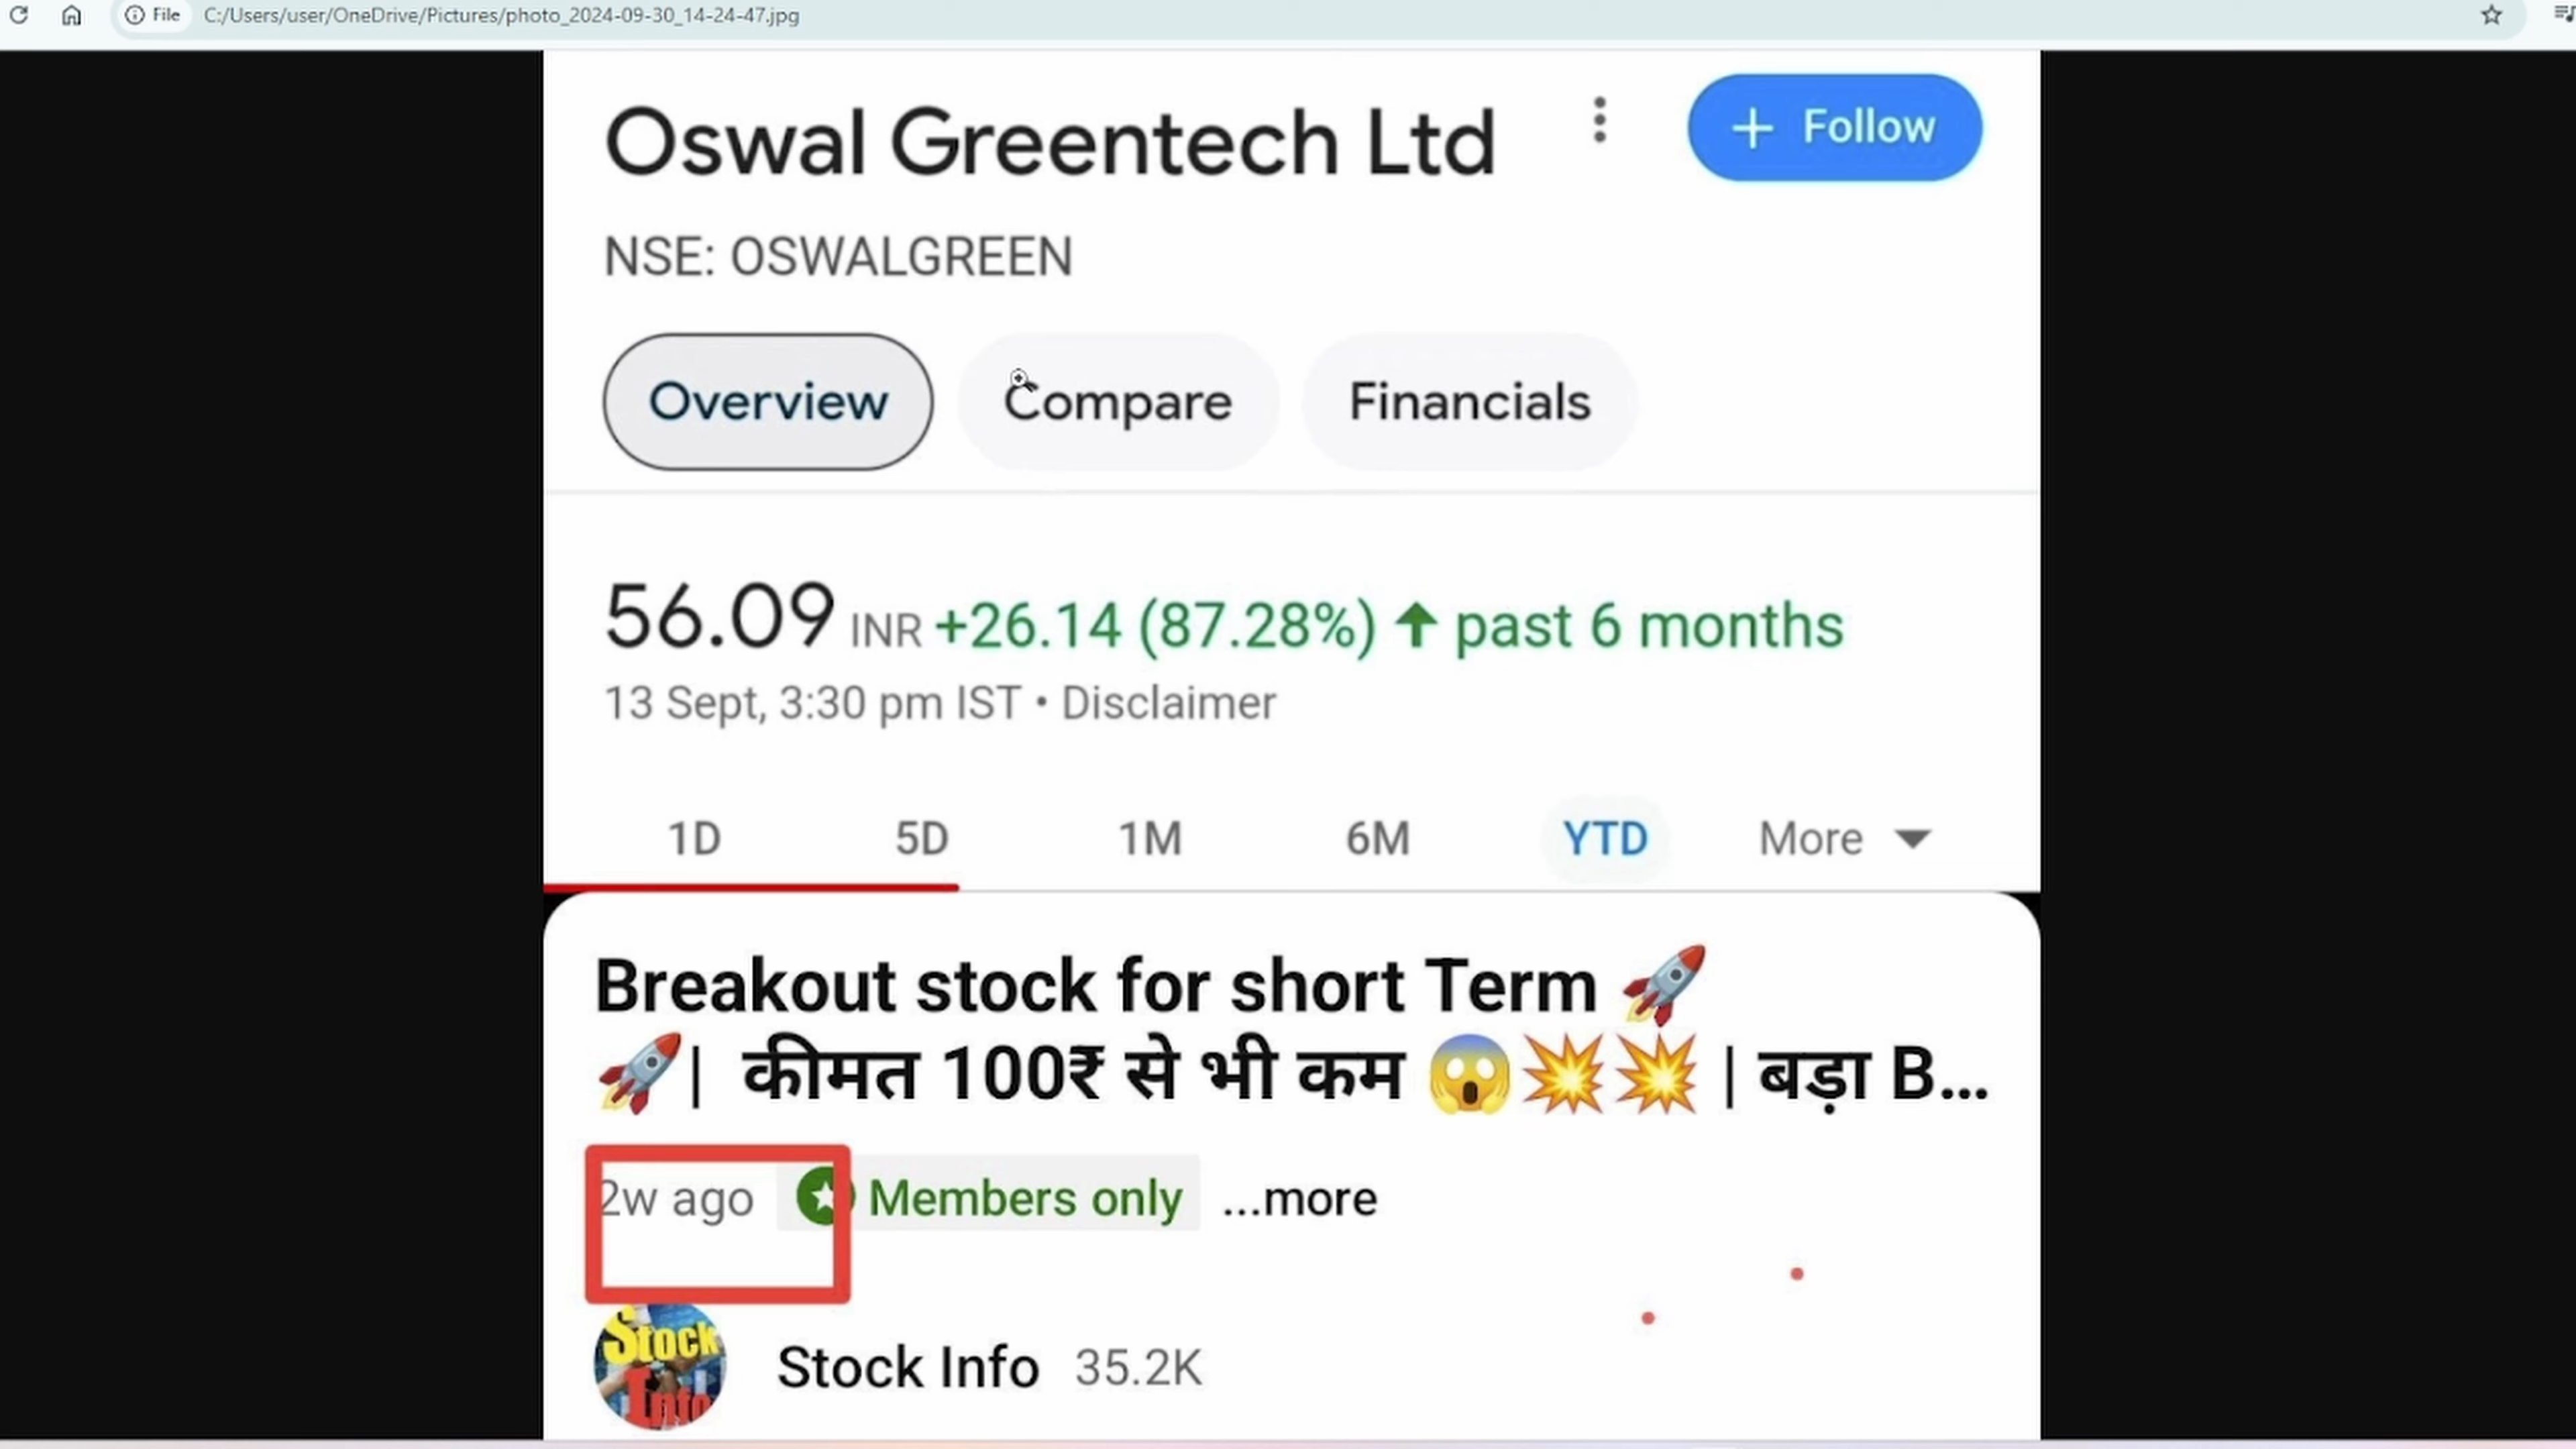 File C:/Users/user/OneDrive/Pictures/photo_2024-09-30_14-24-47.jpg
Oswal Greentech Ltd
+ Follow
NSE: OSWALGREEN
Overview Compare Financials
56.09 INR +26.14 (87.28%) ↑ past 6 months
13 Sept, 3:30 pm IST • Disclaimer
1D 5D 1M 6M YTD More
Breakout stock for short Term 🚀
🚀| कीमत 100₹ से भी कम 😱💥💥 | बड़ा B...
2w ago Members only ...more
Stock Info
Stock Info 35.2K